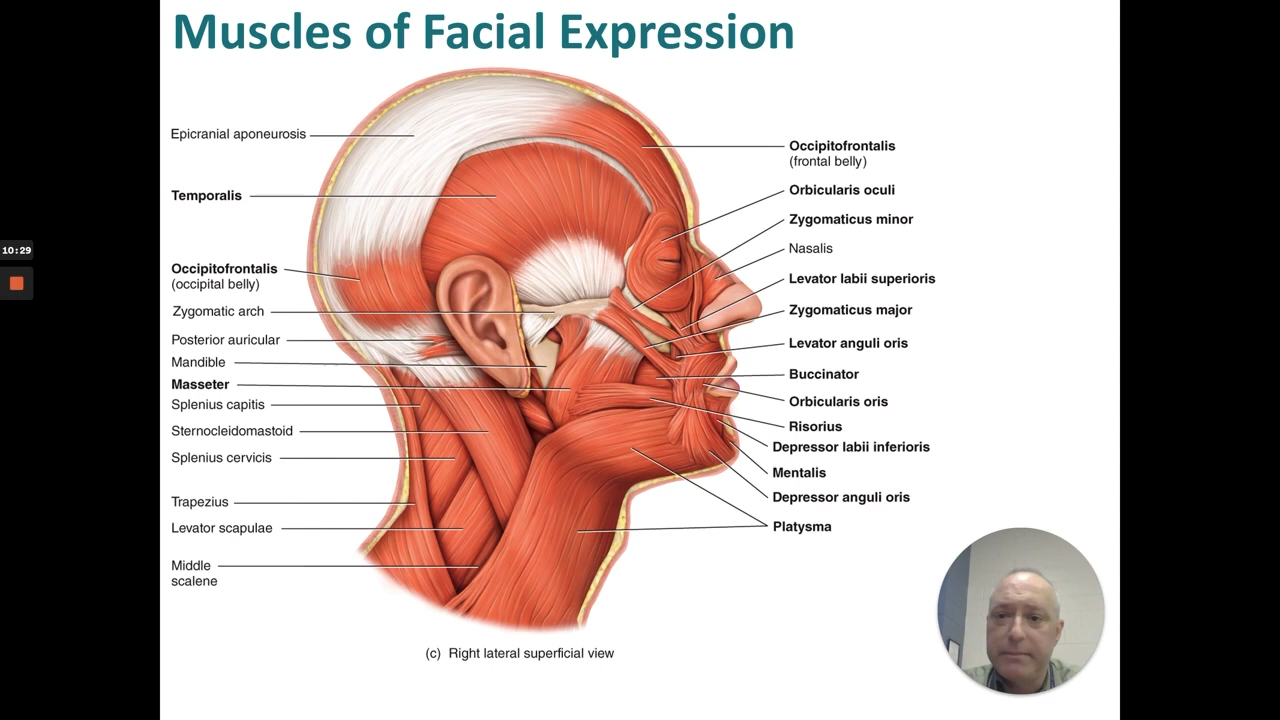 Muscles of Facial Expression
Epicranial aponeurosis
Temporalis
Occipitofrontalis
(occipital belly)
Zygomatic arch
Posterior auricular
Mandible
Masseter
Splenius capitis
Sternocleidomastoid
Splenius cervicis
Trapezius
Levator scapulae
Middle
scalene
Occipitofrontalis
(frontal belly)
Orbicularis oculi
Zygomaticus minor
Nasalis
Levator labii superioris
Zygomaticus major
Levator anguli oris
Buccinator
Orbicularis oris
Risorius
Depressor labii inferioris
Mentalis
Depressor anguli oris
Platysma
(c) Right lateral superficial view
10:29